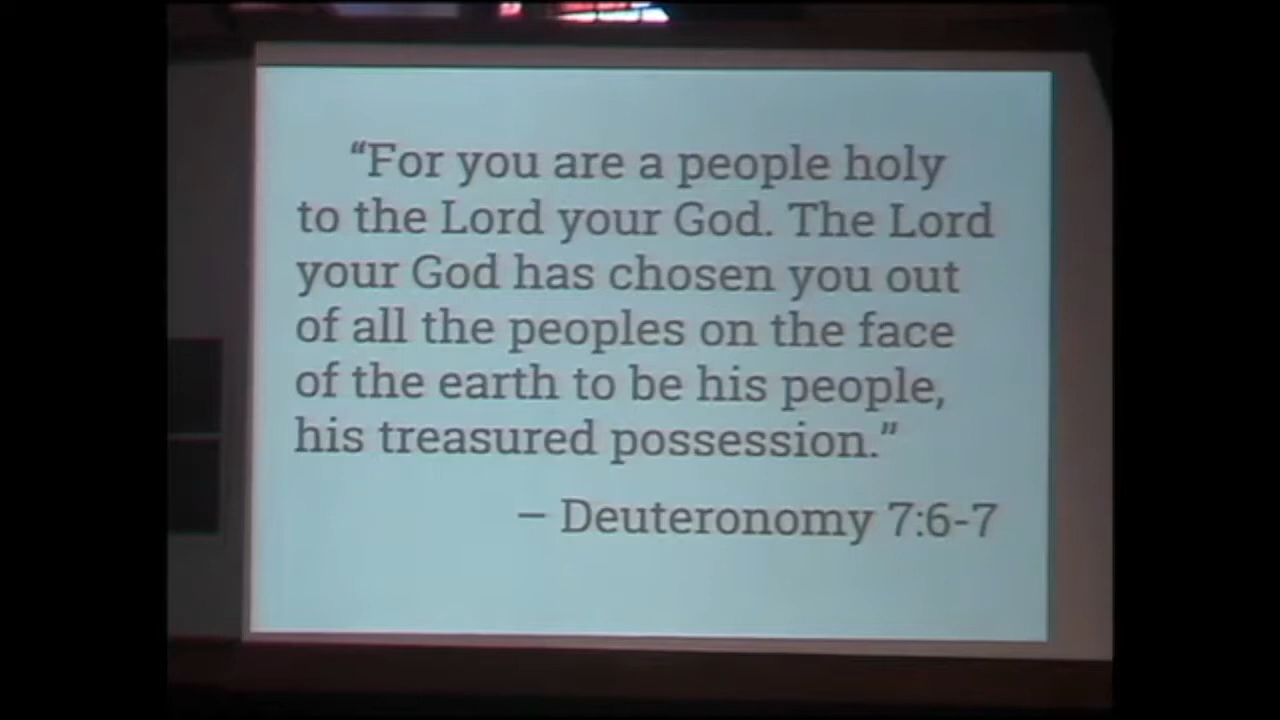 “For you are a people holy
to the Lord your God. The Lord
your God has chosen you out
of all the peoples on the face
of the earth to be his people,
his treasured possession.”
– Deuteronomy 7:6-7